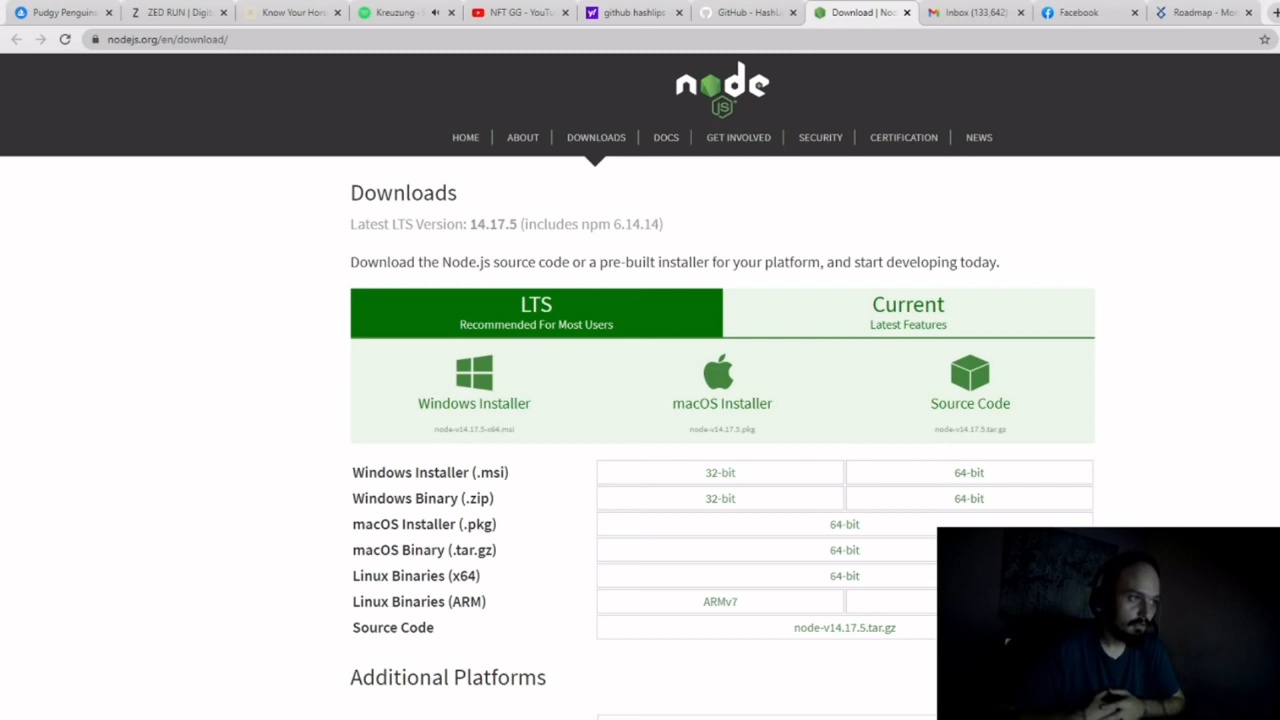 Pudgy Penguins
ZED RUN | Digit
Know Your Hors
Kreuzung -
NFT GG - YouTu
github hashlips
GitHub - HashLi
Download | Nod
Inbox (133,642)
Facebook
Roadmap - Mon
nodejs.org/en/download/
node
JS
HOME
ABOUT
DOWNLOADS
DOCS
GET INVOLVED
SECURITY
CERTIFICATION
NEWS
Downloads
Latest LTS Version: 14.17.5 (includes npm 6.14.14)
Download the Node.js source code or a pre-built installer for your platform, and start developing today.
LTS
Recommended For Most Users
Current
Latest Features
Windows Installer
node-v14.17.5-x64.msi
macOS Installer
node-v14.17.5.pkg
Source Code
node-v14.17.5.tar.gz
Windows Installer (.msi)
32-bit
64-bit
Windows Binary (.zip)
32-bit
64-bit
macOS Installer (.pkg)
64-bit
macOS Binary (.tar.gz)
64-bit
Linux Binaries (x64)
64-bit
Linux Binaries (ARM)
ARMv7
Source Code
node-v14.17.5.tar.gz
Additional Platforms